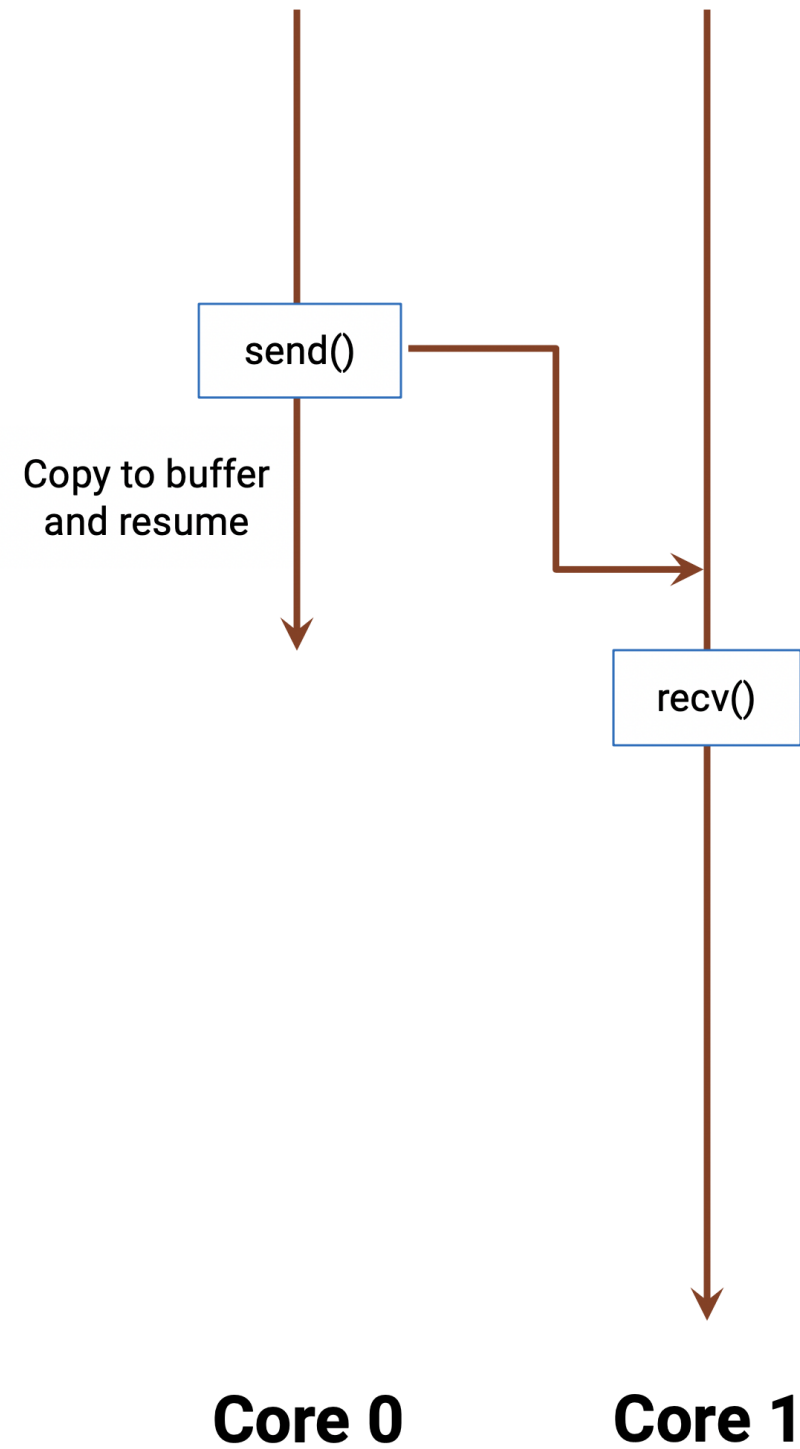 send()
Copy to buffer
and resume
recv()
Core 0
Core 1